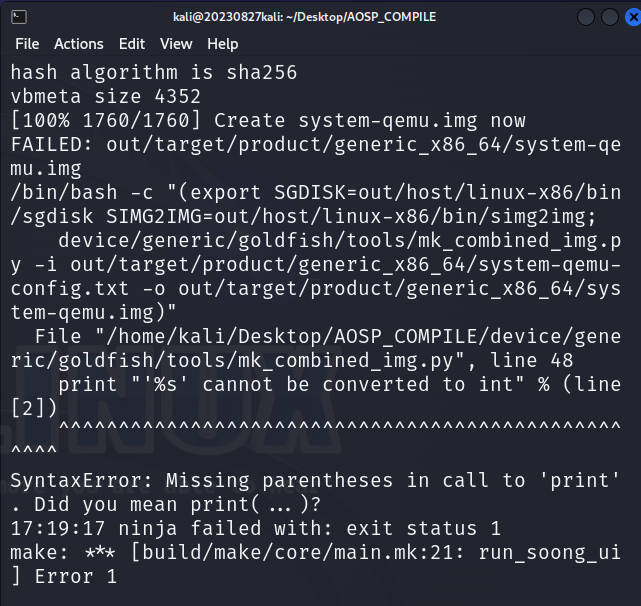 kali@20230827kali: ~/Desktop/AOSP_COMPILE
File Actions Edit View Help
hash algorithm is sha256
vbmeta size 4352
[100% 1760/1760] Create system-qemu.img now
FAILED: out/target/product/generic_x86_64/system-qe
mu.img
/bin/bash -c "(export SGDISK=out/host/linux-x86/bin
/sgdisk SIMG2IMG=out/host/linux-x86/bin/simg2img;
    device/generic/goldfish/tools/mk_combined_img.p
y -i out/target/product/generic_x86_64/system-qemu-
config.txt -o out/target/product/generic_x86_64/sys
tem-qemu.img)"
  File "/home/kali/Desktop/AOSP_COMPILE/device/gene
ric/goldfish/tools/mk_combined_img.py", line 48
    print "'%s' cannot be converted to int" % (line
[2])
    ^^^^^^^^^^^^^^^^^^^^^^^^^^^^^^^^^^^^^^^^^^^^^^^
^^^^
SyntaxError: Missing parentheses in call to 'print'
. Did you mean print(...)?
17:19:17 ninja failed with: exit status 1
make: *** [build/make/core/main.mk:21: run_soong_ui
] Error 1